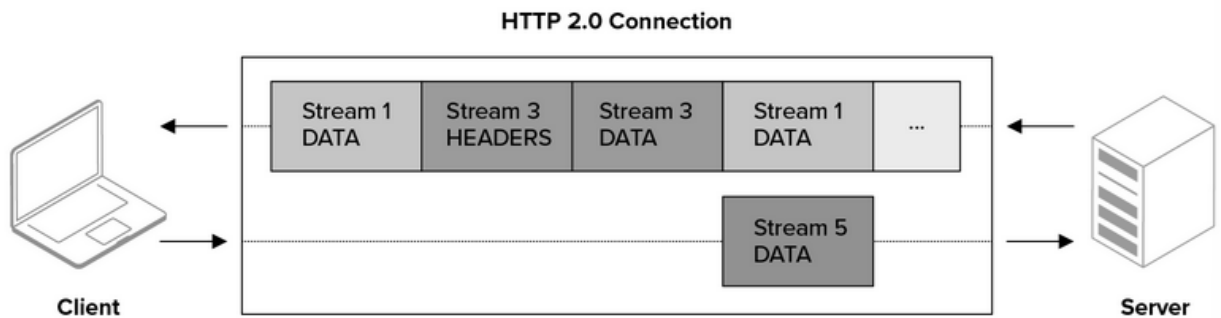 HTTP 2.0 Connection
Stream 1
DATA
Stream 3
HEADERS
Stream 3
DATA
Stream 1
DATA
...
Stream 5
DATA
Client
Server